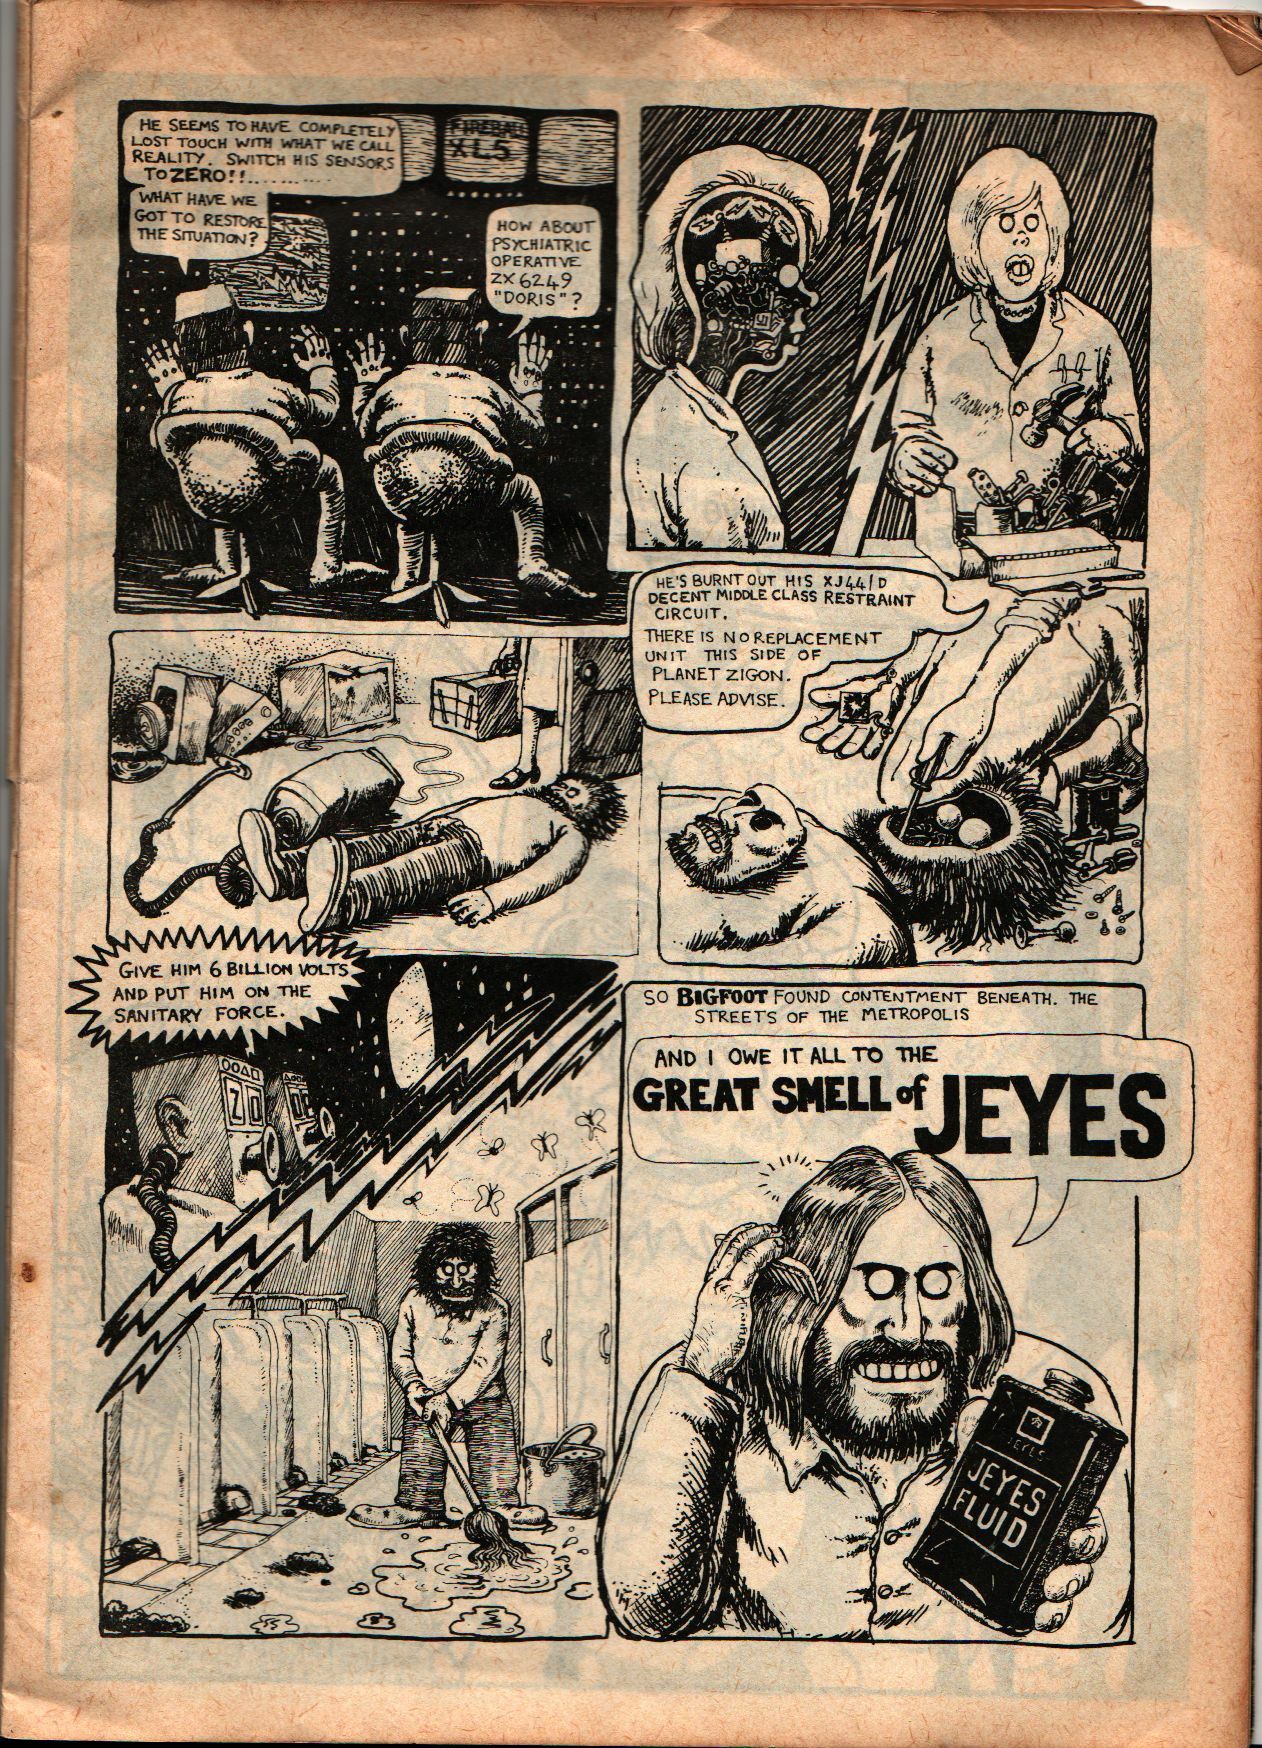 HE SEEMS TO HAVE COMPLETELY
LOST TOUCH WITH WHAT WE CALL
REALITY. SWITCH HIS SENSORS
TO ZERO!!..........
WHAT HAVE WE
GOT TO RESTORE
THE SITUATION?
FIREBALL
XL5
HOW ABOUT
PSYCHIATRIC
OPERATIVE
ZX6249
"DORIS"?
HE'S BURNT OUT HIS XJ44/D
DECENT MIDDLE CLASS RESTRAINT
CIRCUIT.
THERE IS NO REPLACEMENT
UNIT THIS SIDE OF
PLANET ZIGON.
PLEASE ADVISE.
GIVE HIM 6 BILLION VOLTS
AND PUT HIM ON THE
SANITARY FORCE.
SO BIGFOOT FOUND CONTENTMENT BENEATH. THE
STREETS OF THE METROPOLIS
AND I OWE IT ALL TO THE
GREAT SMELL of JEYES
JEYES
JEYES
FLUID